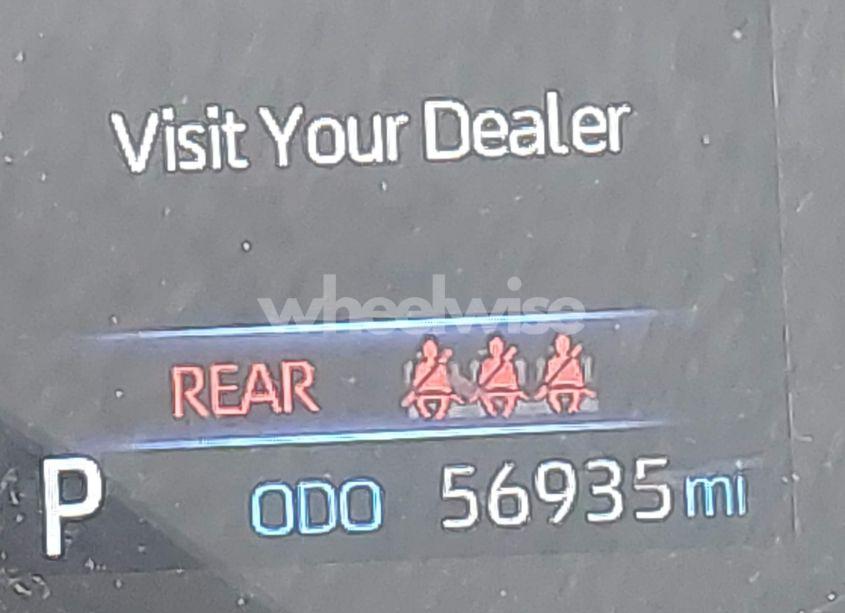 Visit Your Dealer
wheelwise
REAR
P ODO 56935 mi